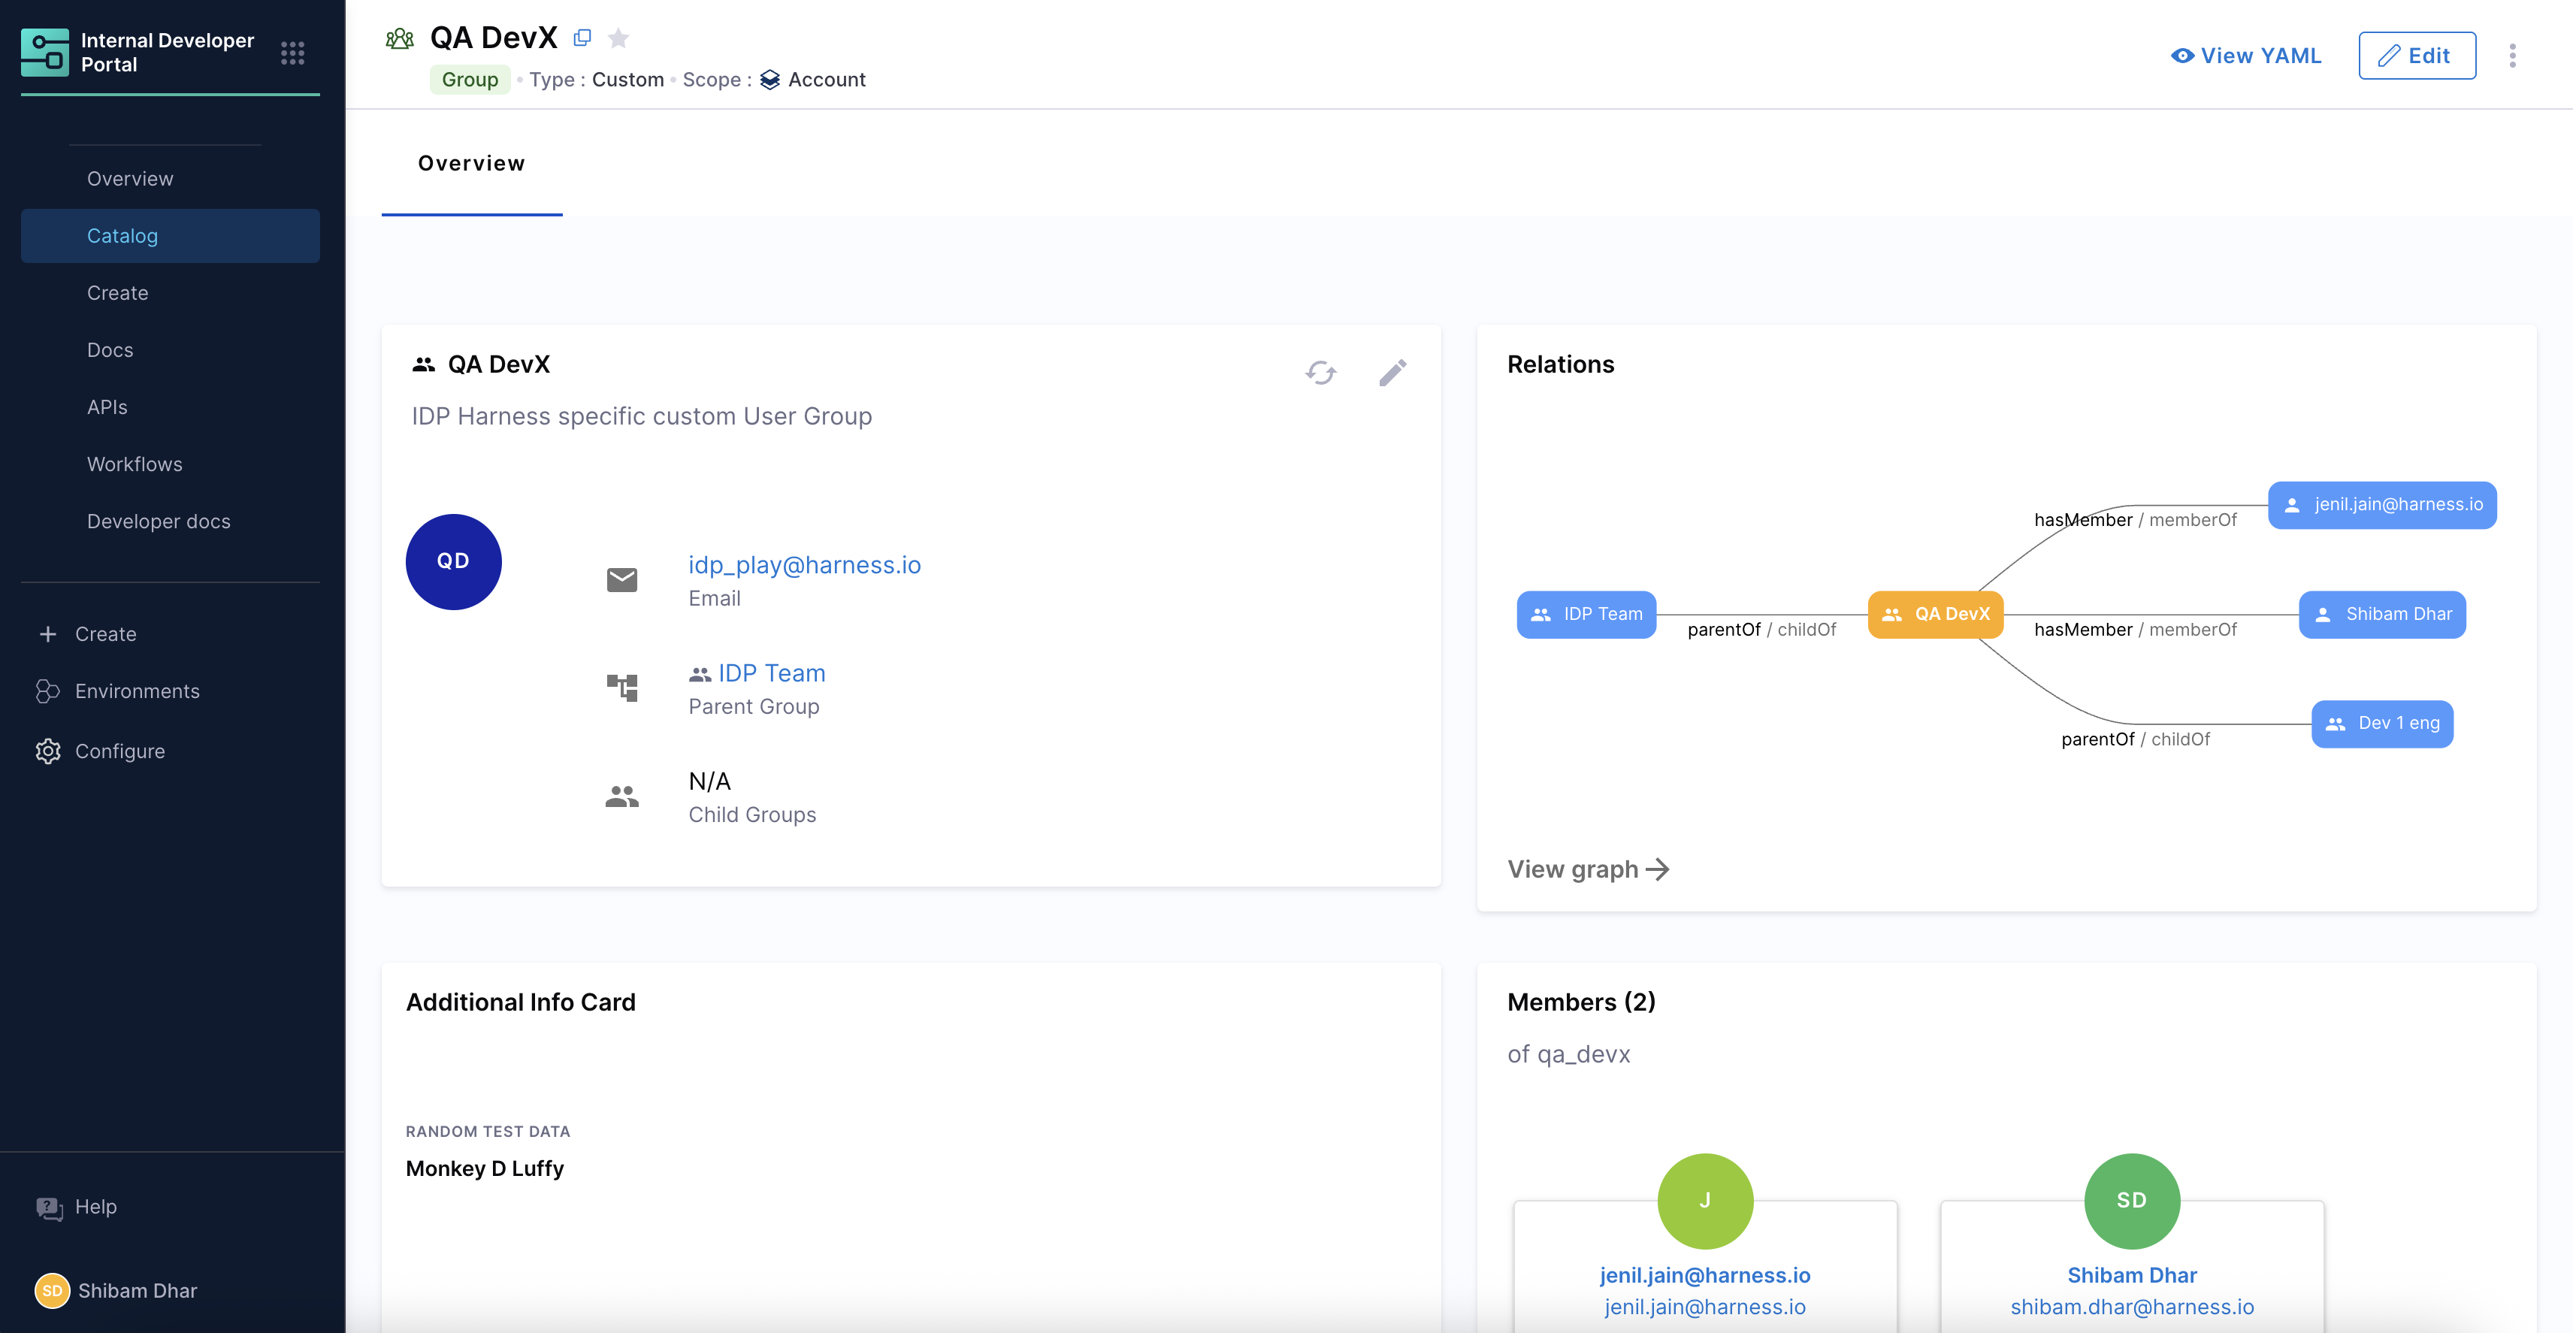 Internal Developer
Portal
Overview
Catalog
Create
Docs
APIs
Workflows
Developer docs
Create
Environments
Configure
Help
SD Shibam Dhar
QA DevX
Group • Type : Custom • Scope : Account
View YAML
Edit
Overview
QA DevX
IDP Harness specific custom User Group
QD
idp_play@harness.io
Email
IDP Team
Parent Group
N/A
Child Groups
Relations
jenil.jain@harness.io
hasMember / memberOf
IDP Team
QA DevX
Shibam Dhar
parentOf / childOf
hasMember / memberOf
Dev 1 eng
parentOf / childOf
View graph
Additional Info Card
RANDOM TEST DATA
Monkey D Luffy
Members (2)
of qa_devx
J
jenil.jain@harness.io
jenil.jain@harness.io
SD
Shibam Dhar
shibam.dhar@harness.io